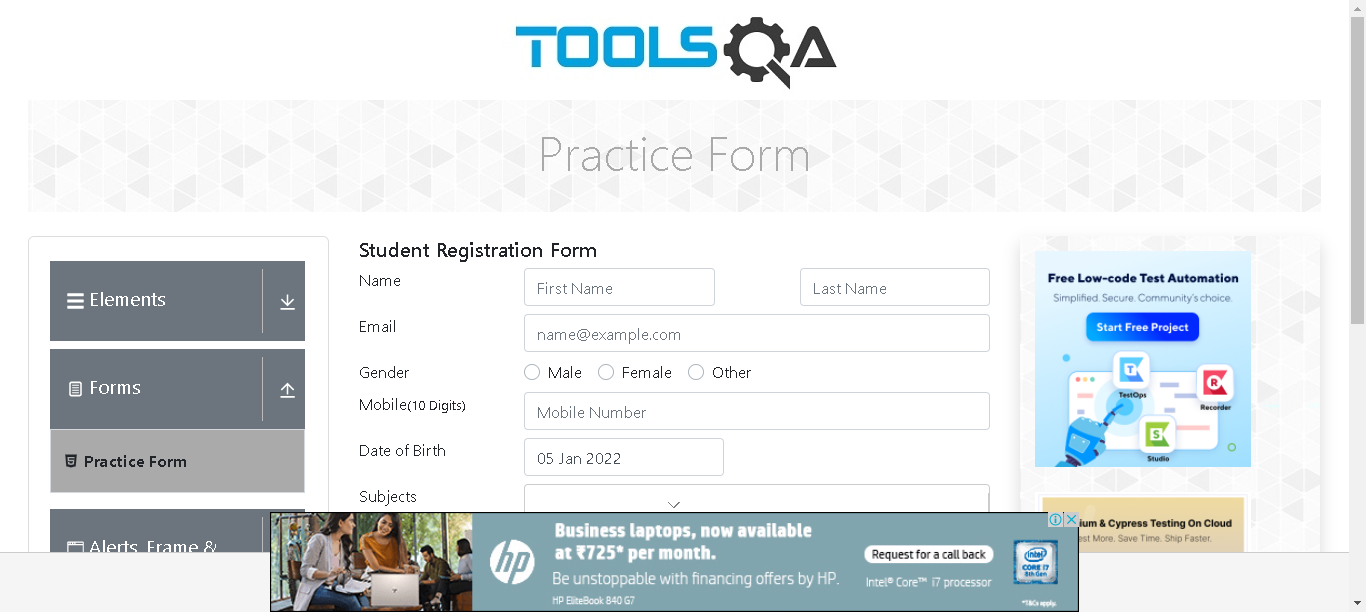 TOOLSQA
Practice Form
Elements
Forms
Practice Form
Alerts, Frame &
Student Registration Form
Name
First Name
Last Name
Email
name@example.com
Gender
Male
Female
Other
Mobile(10 Digits)
Mobile Number
Date of Birth
05 Jan 2022
Subjects
Free Low-code Test Automation
Simplified. Secure. Community's choice.
Start Free Project
TestOps
Recorder
Studio
& Cypress Testing On Cloud
More. Save Time. Ship Faster.
hp
Business laptops, now available
at ₹725* per month.
Be unstoppable with financing offers by HP.
HP EliteBook 840 G7
Request for a call back
Intel® Core™ i7 processor
intel
CORE i7
8th Gen
*T&Cs apply.